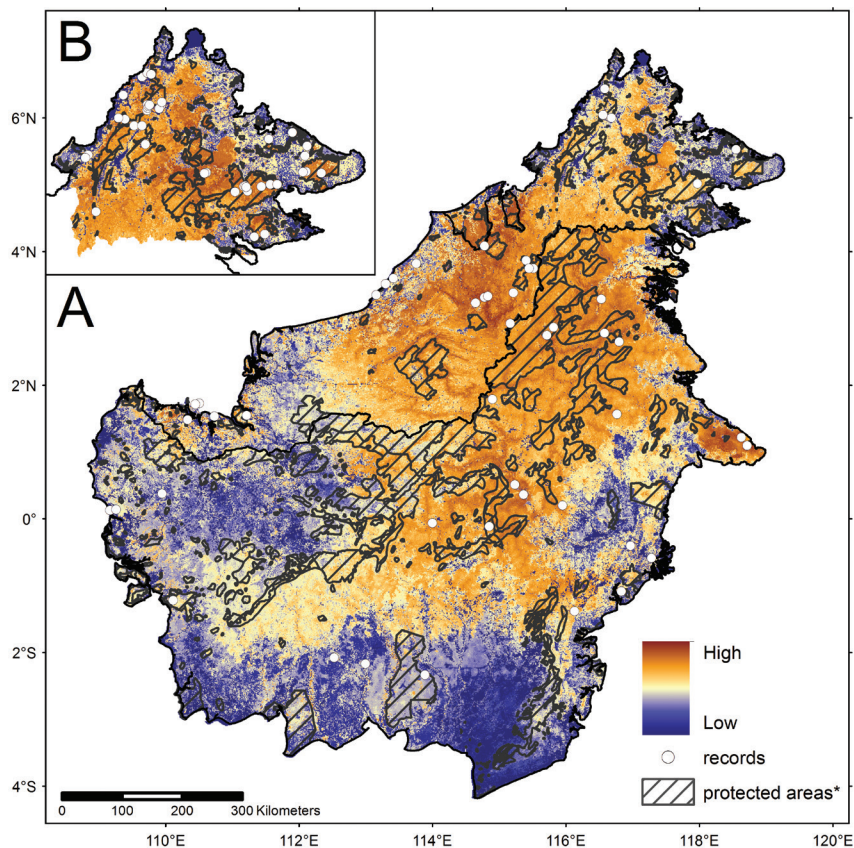 B
A
6°N
4°N
2°N
0°
2°S
4°S
High
Low
records
protected areas*
0 100 200 300 Kilometers
110°E 112°E 114°E 116°E 118°E 120°E